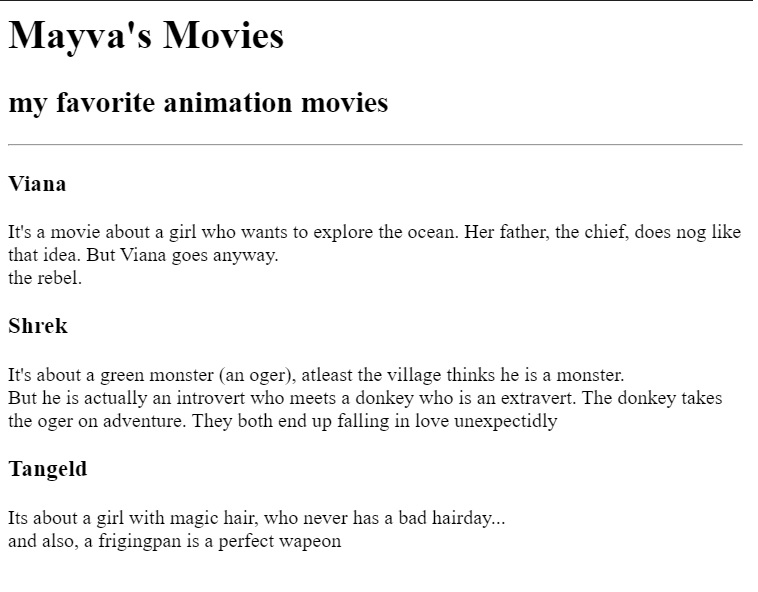 Mayva's Movies
my favorite animation movies
Viana
It's a movie about a girl who wants to explore the ocean. Her father, the chief, does nog like
that idea. But Viana goes anyway.
the rebel.
Shrek
It's about a green monster (an oger), atleast the village thinks he is a monster.
But he is actually an introvert who meets a donkey who is an extravert. The donkey takes
the oger on adventure. They both end up falling in love unexpectidly
Tangeld
Its about a girl with magic hair, who never has a bad hairday...
and also, a frigingpan is a perfect wapeon